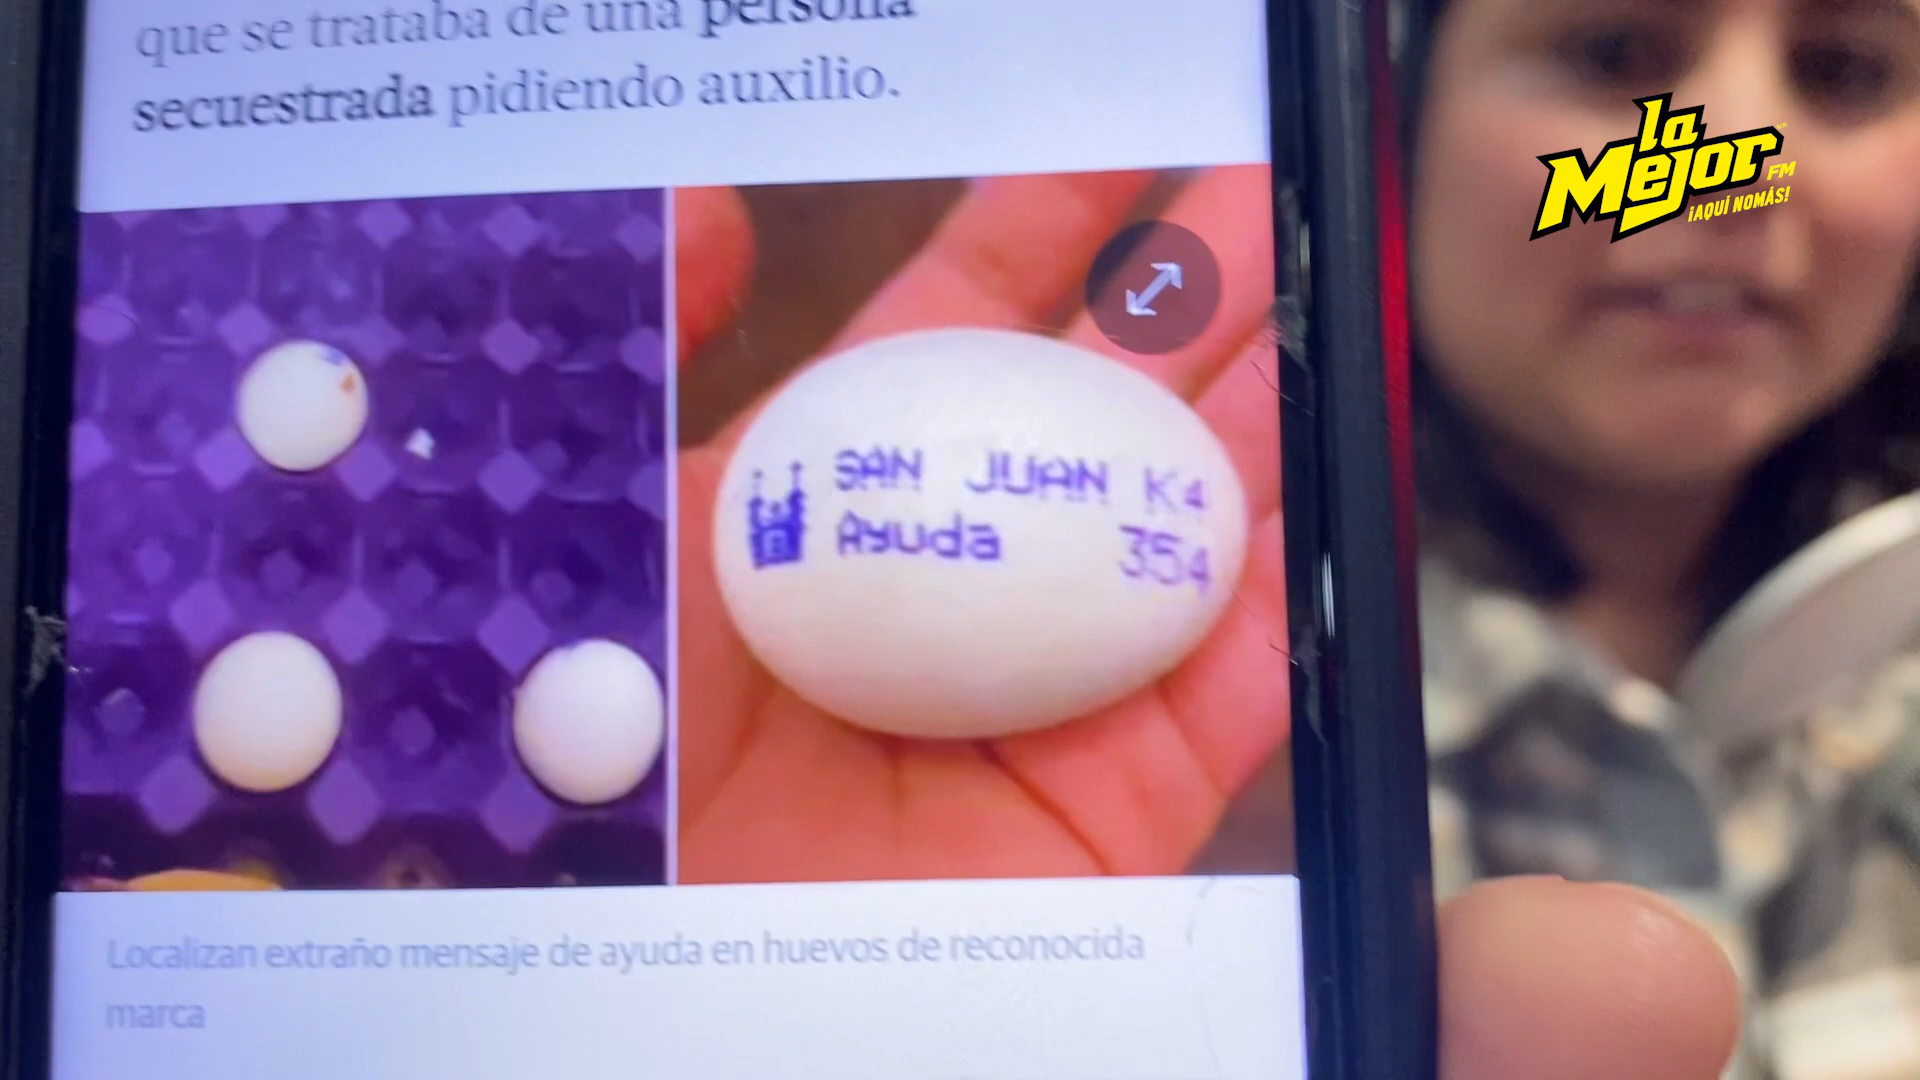 que se trataba de una persona
secuestrada pidiendo auxilio.
la
Mejor FM
¡AQUÍ NOMÁS!
SAN JUAN K4
Ayuda 354
Localizan extraño mensaje de ayuda en huevos de reconocida
marca